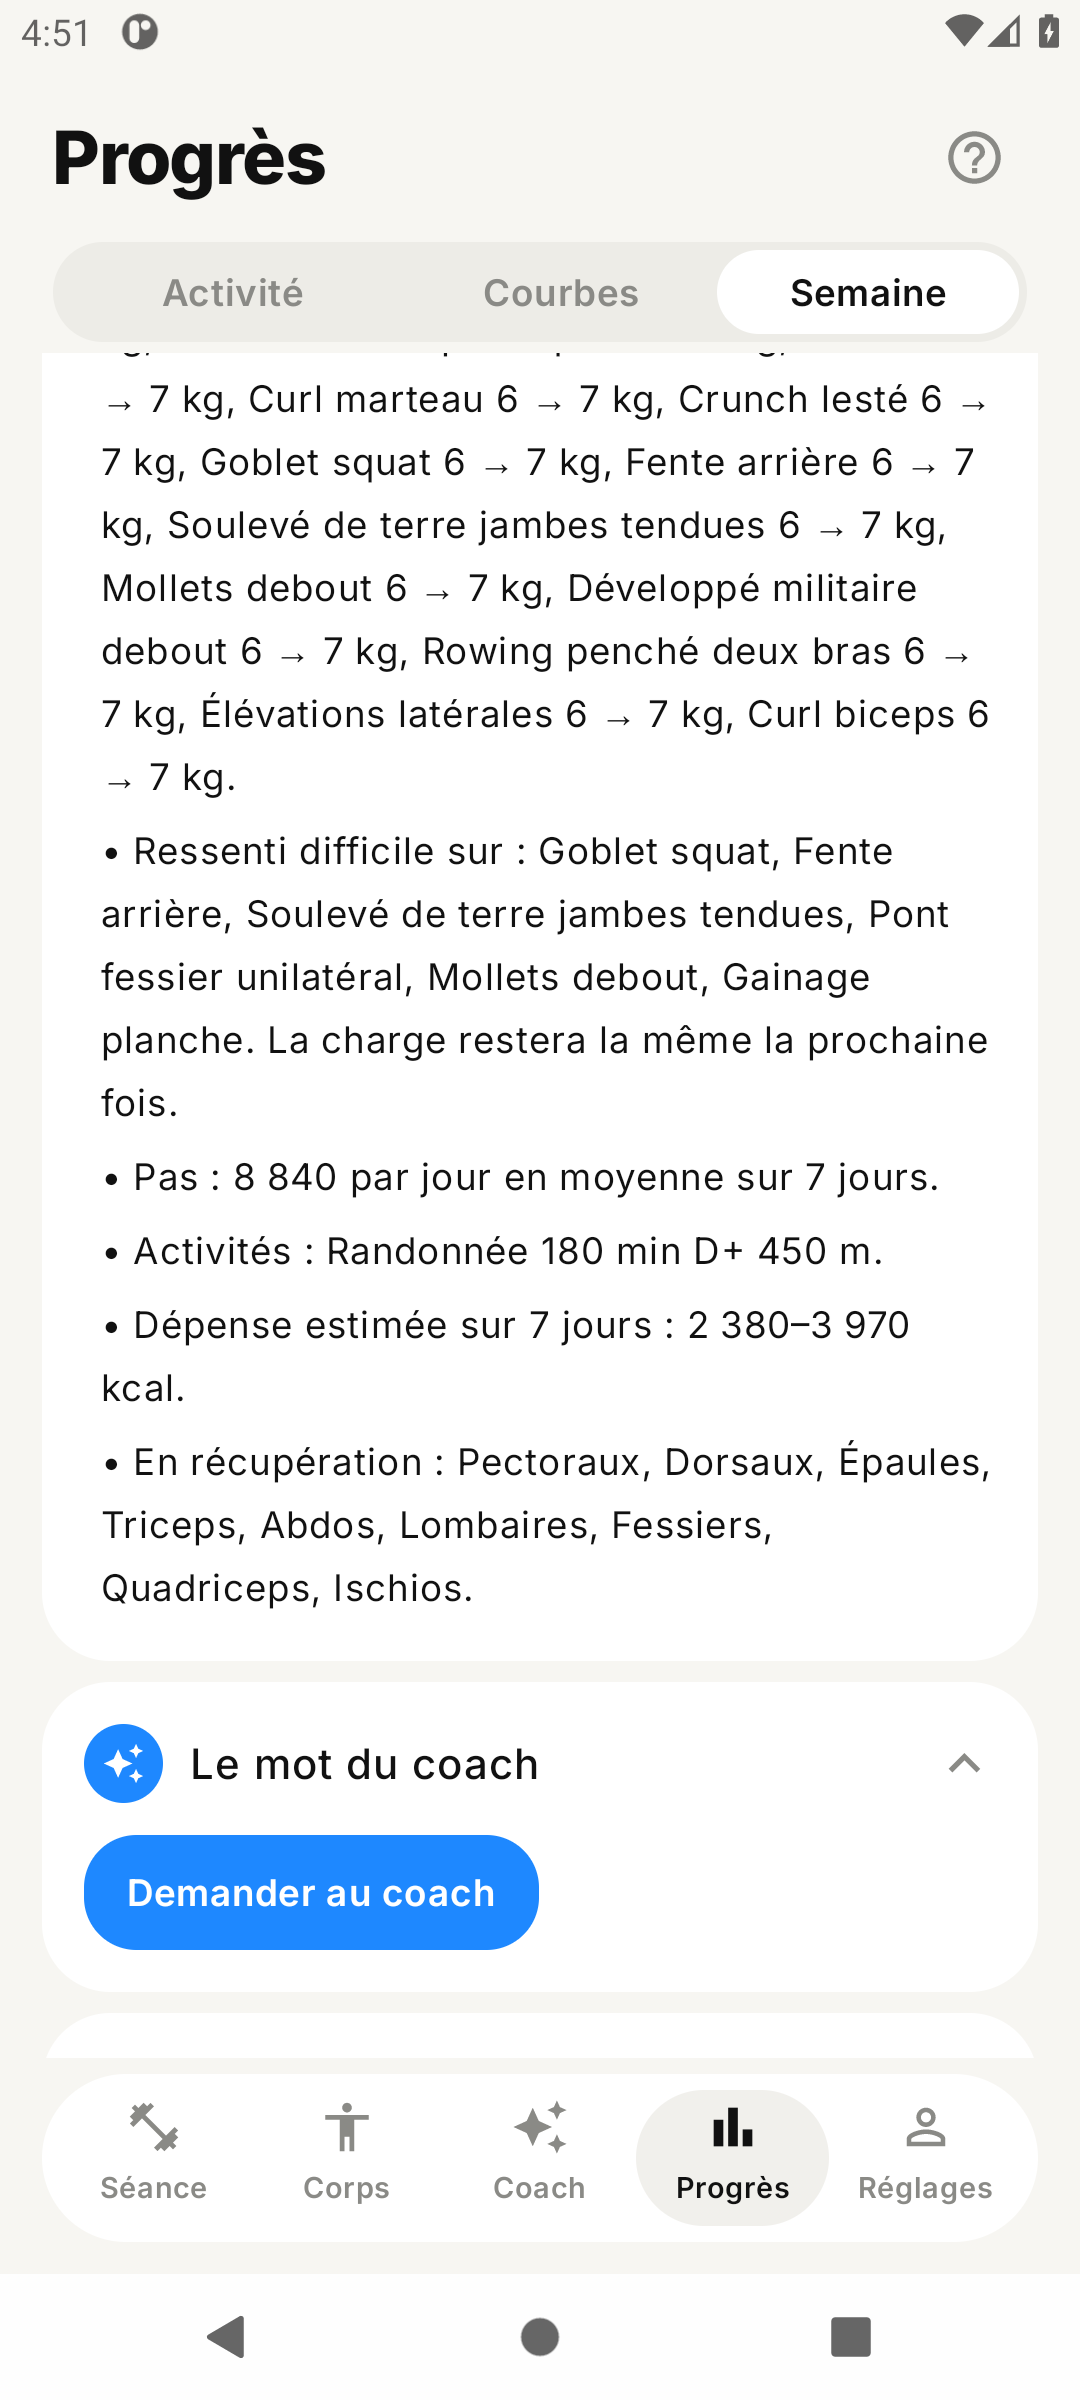 4:51
Progrès
Activité
Courbes
Semaine
→ 7 kg, Curl marteau 6 → 7 kg, Crunch lesté 6 →
7 kg, Goblet squat 6 → 7 kg, Fente arrière 6 → 7
kg, Soulevé de terre jambes tendues 6 → 7 kg,
Mollets debout 6 → 7 kg, Développé militaire
debout 6 → 7 kg, Rowing penché deux bras 6 →
7 kg, Élévations latérales 6 → 7 kg, Curl biceps 6
→ 7 kg.
• Ressenti difficile sur : Goblet squat, Fente
arrière, Soulevé de terre jambes tendues, Pont
fessier unilatéral, Mollets debout, Gainage
planche. La charge restera la même la prochaine
fois.
• Pas : 8 840 par jour en moyenne sur 7 jours.
• Activités : Randonnée 180 min D+ 450 m.
• Dépense estimée sur 7 jours : 2 380–3 970
kcal.
• En récupération : Pectoraux, Dorsaux, Épaules,
Triceps, Abdos, Lombaires, Fessiers,
Quadriceps, Ischios.
Le mot du coach
Demander au coach
Séance
Corps
Coach
Progrès
Réglages